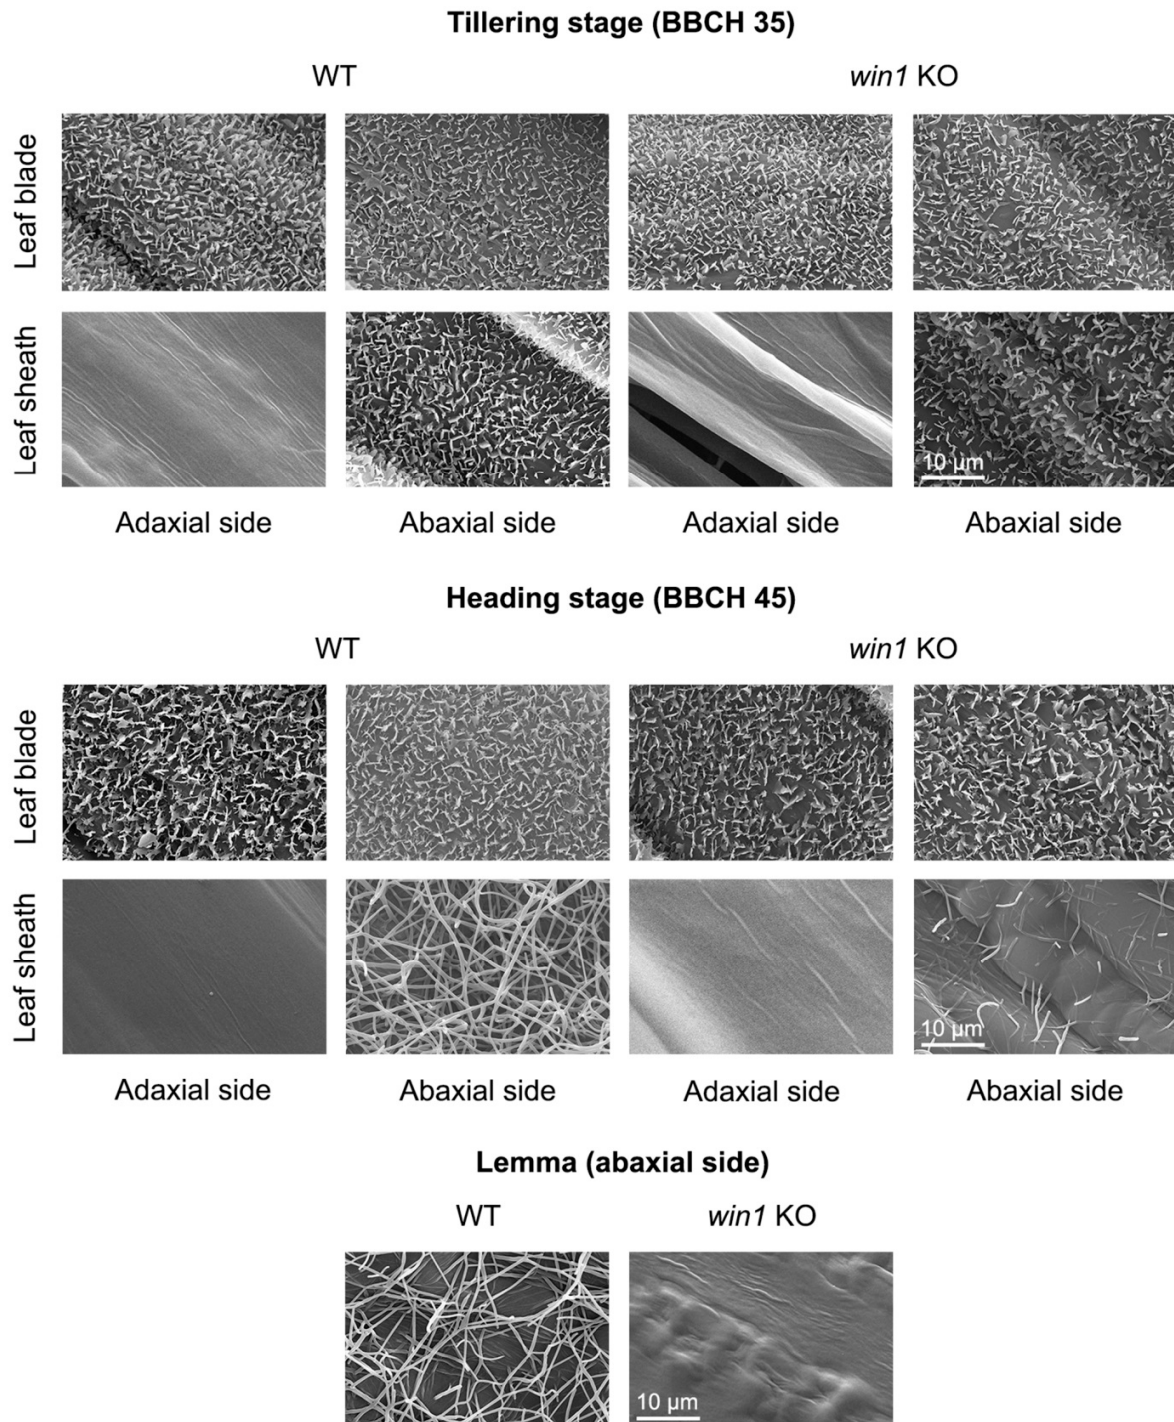 Tillering stage (BBCH 35)
WT win1 KO
Leaf blade
Leaf sheath
10 µm
Adaxial side Abaxial side Adaxial side Abaxial side
Heading stage (BBCH 45)
WT win1 KO
Leaf blade
Leaf sheath
10 µm
Adaxial side Abaxial side Adaxial side Abaxial side
Lemma (abaxial side)
WT win1 KO
10 µm